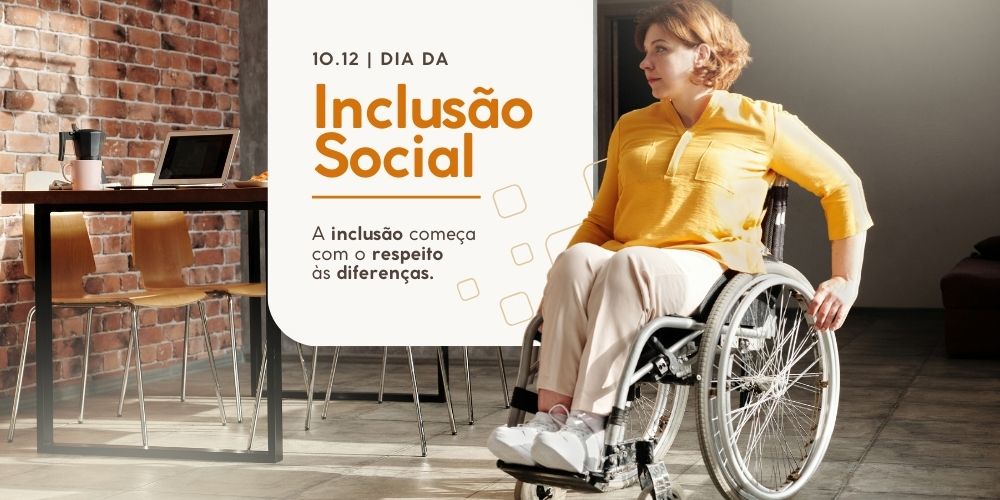 10.12 | DIA DA
Inclusão
Social
A inclusão começa
com o respeito
às diferenças.